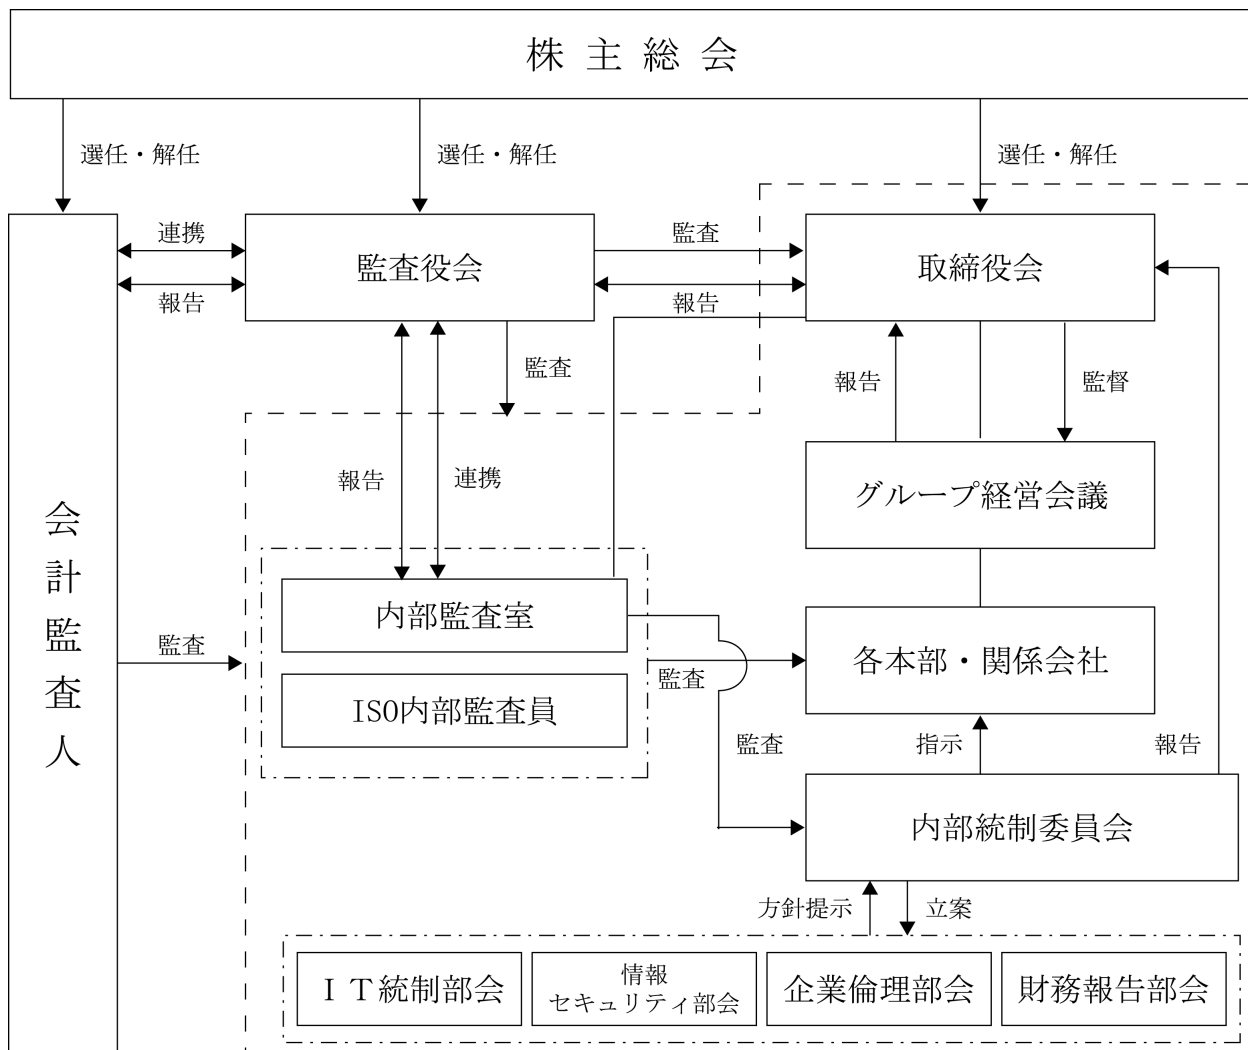 株主総会
選任・解任
選任・解任
選任・解任
連携
監査
報告
報告
監査役会
取締役会
監査
報告
監督
報告
連携
グループ経営会議
会計監査人
内部監査室
監査
ISO内部監査員
監査
各本部・関係会社
監査
指示
報告
内部統制委員会
方針提示
立案
ＩＴ統制部会
情報
セキュリティ部会
企業倫理部会
財務報告部会